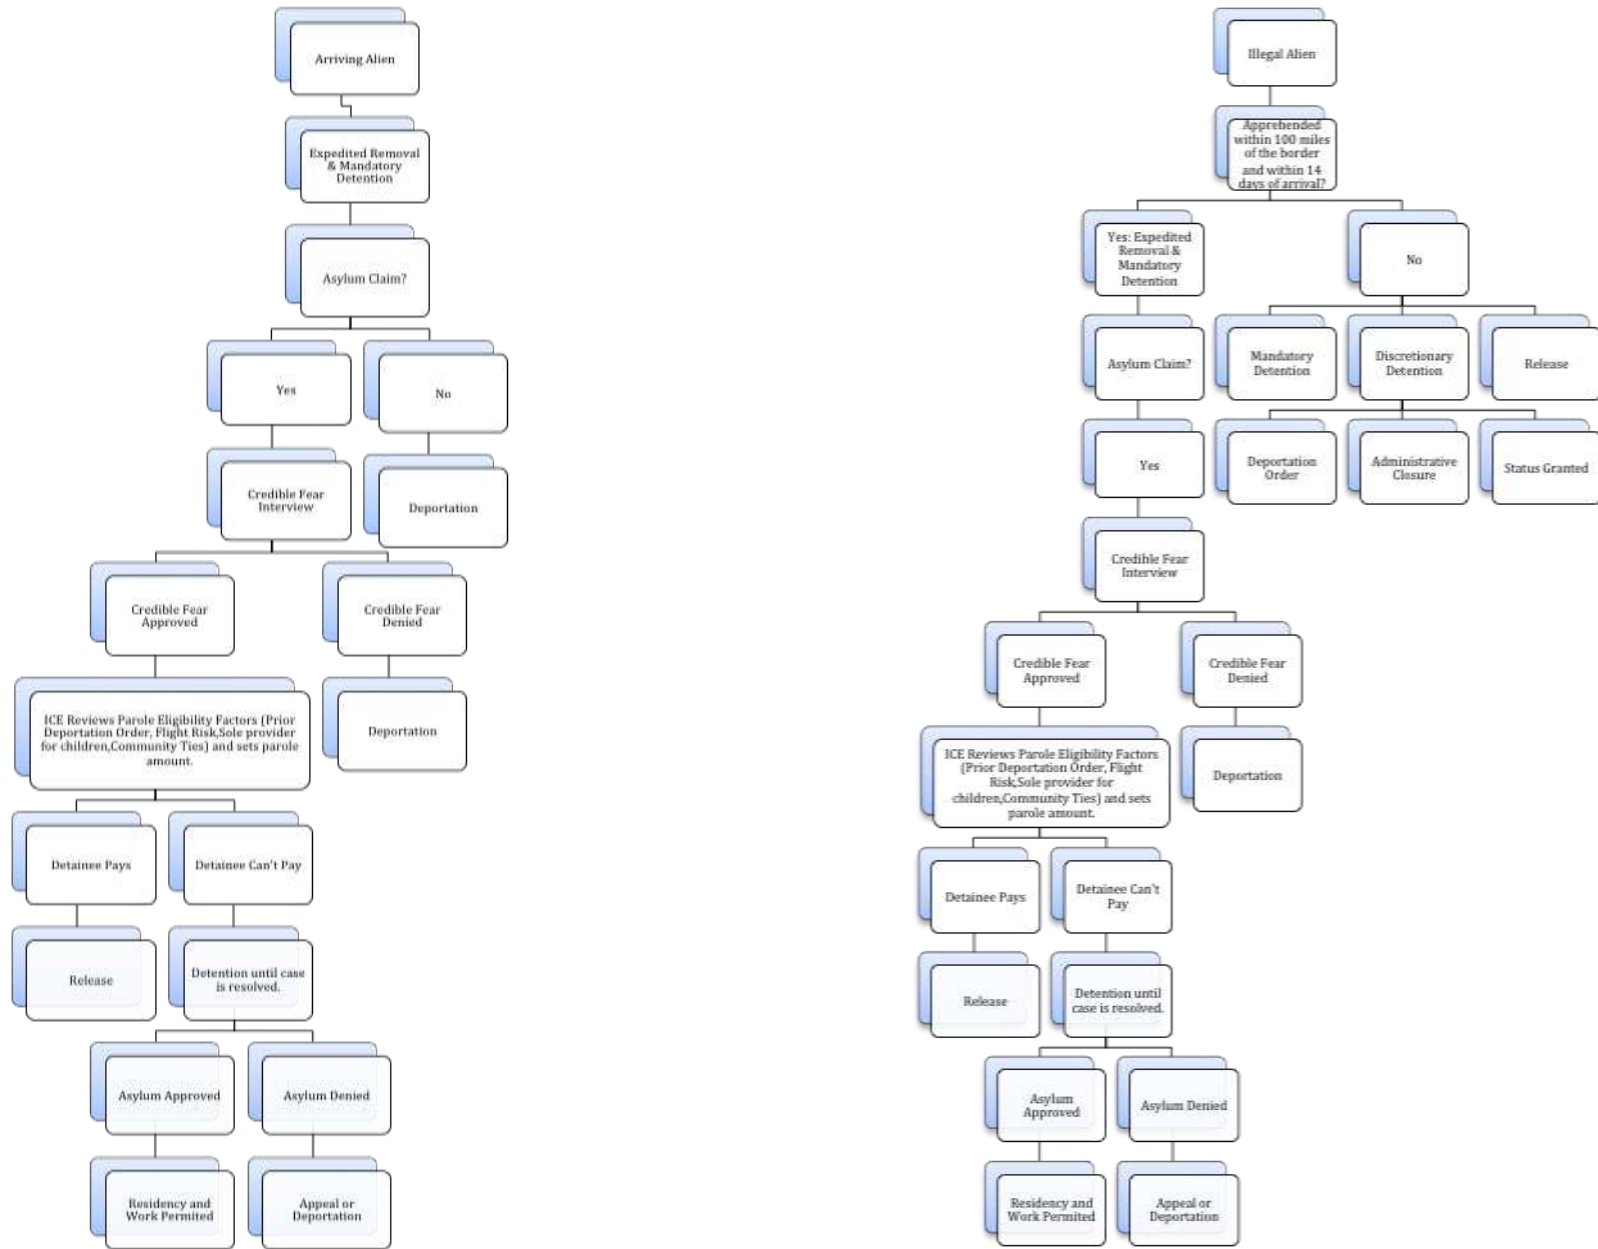 Arriving Alien
Expedited Removal
& Mandatory
Detention
Asylum Claim?
Yes
No
Credible Fear
Interview
Deportation
Credible Fear
Approved
Credible Fear
Denied
ICE Reviews Parole Eligibility Factors (Prior
Deportation Order, Flight Risk,Sole provider
for children,Community Ties) and sets parole
amount.
Deportation
Detainee Pays
Detainee Can't Pay
Release
Detention until case
is resolved.
Asylum Approved
Asylum Denied
Residency and
Work Permited
Appeal or
Deportation
Illegal Alien
Apprehended
within 100 miles
of the border
and within 14
days of arrival?
Yes: Expedited
Removal &
Mandatory
Detention
No
Asylum Claim?
Mandatory
Detention
Discretionary
Detention
Release
Yes
Deportation
Order
Administrative
Closure
Status Granted
Credible Fear
Interview
Credible Fear
Approved
Credible Fear
Denied
ICE Reviews Parole Eligibility Factors
(Prior Deportation Order, Flight
Risk,Sole provider for
children,Community Ties) and sets
parole amount.
Deportation
Detainee Pays
Detainee Can't
Pay
Release
Detention until
case is resolved.
Asylum
Approved
Asylum Denied
Residency and
Work Permited
Appeal or
Deportation